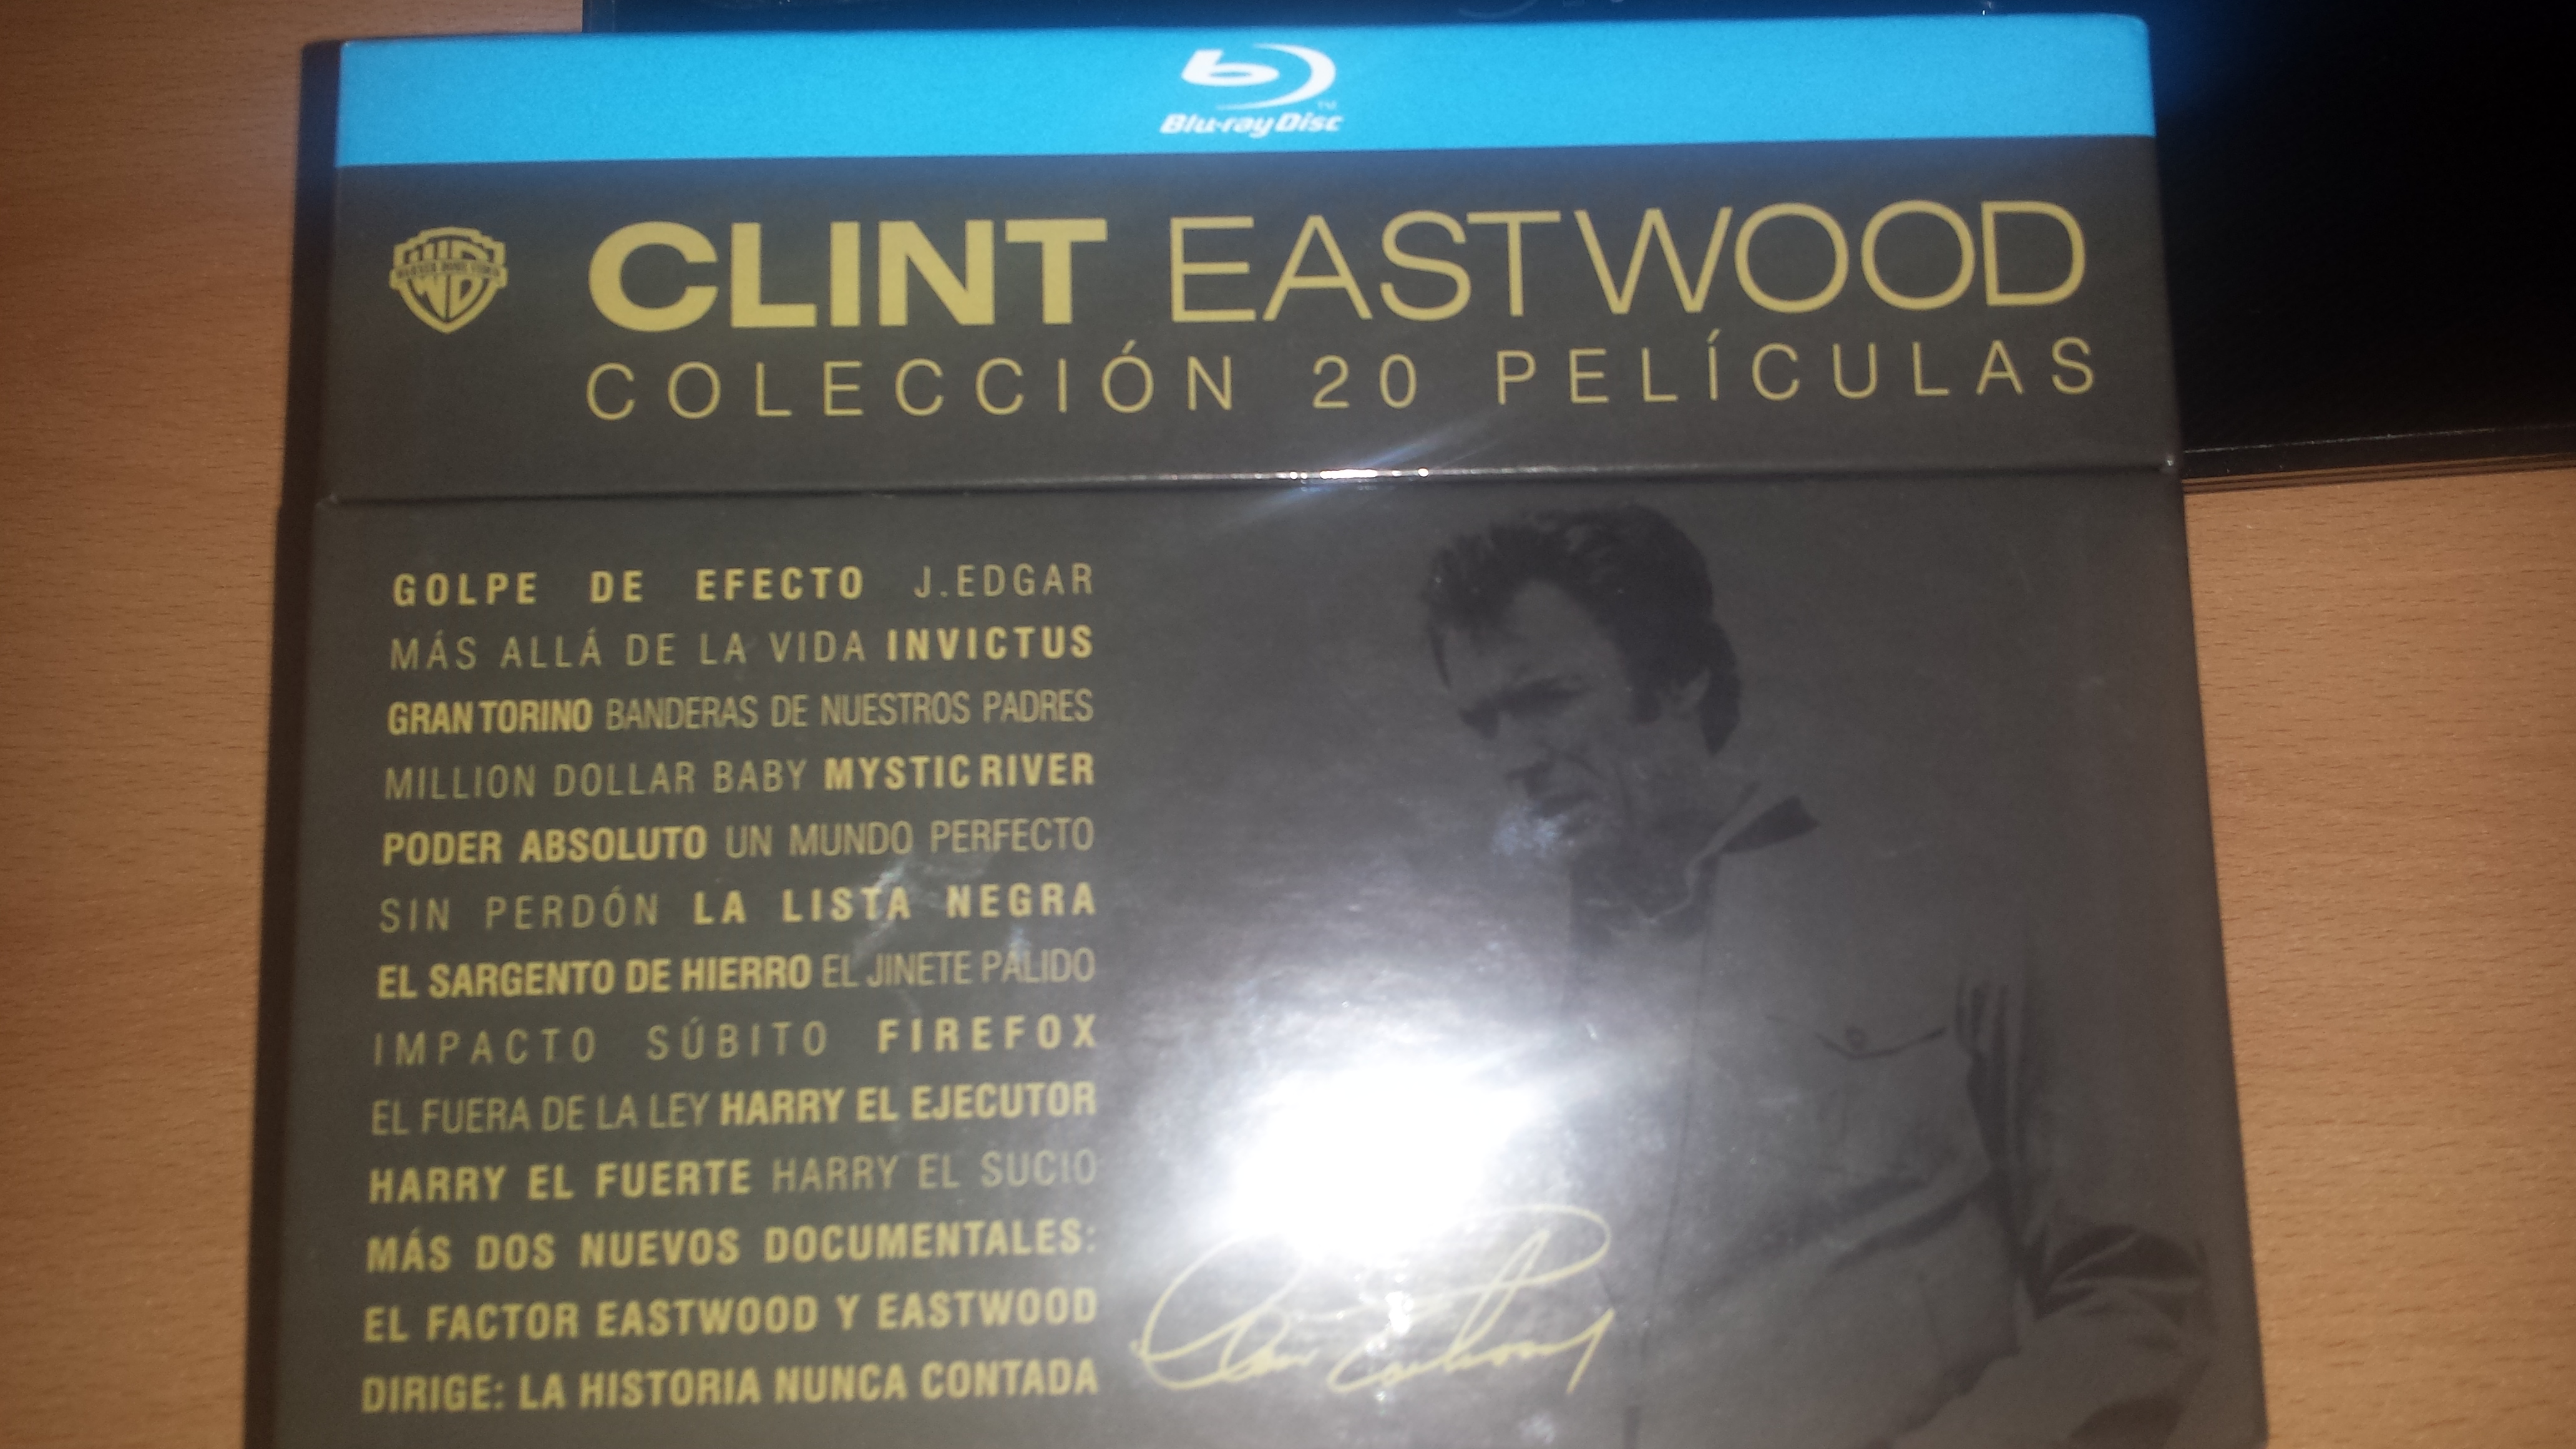 Blu-ray Disc
CLINT EASTWOOD
COLECCIÓN 20 PELÍCULAS
GOLPE DE EFECTO J.EDGAR
MÁS ALLÁ DE LA VIDA INVICTUS
GRAN TORINO BANDERAS DE NUESTROS PADRES
MILLION DOLLAR BABY MYSTIC RIVER
PODER ABSOLUTO UN MUNDO PERFECTO
SIN PERDÓN LA LISTA NEGRA
EL SARGENTO DE HIERRO EL JINETE PÁLIDO
IMPACTO SÚBITO FIREFOX
EL FUERA DE LA LEY HARRY EL EJECUTOR
HARRY EL FUERTE HARRY EL SUCIO
MÁS DOS NUEVOS DOCUMENTALES:
EL FACTOR EASTWOOD Y EASTWOOD
DIRIGE: LA HISTORIA NUNCA CONTADA